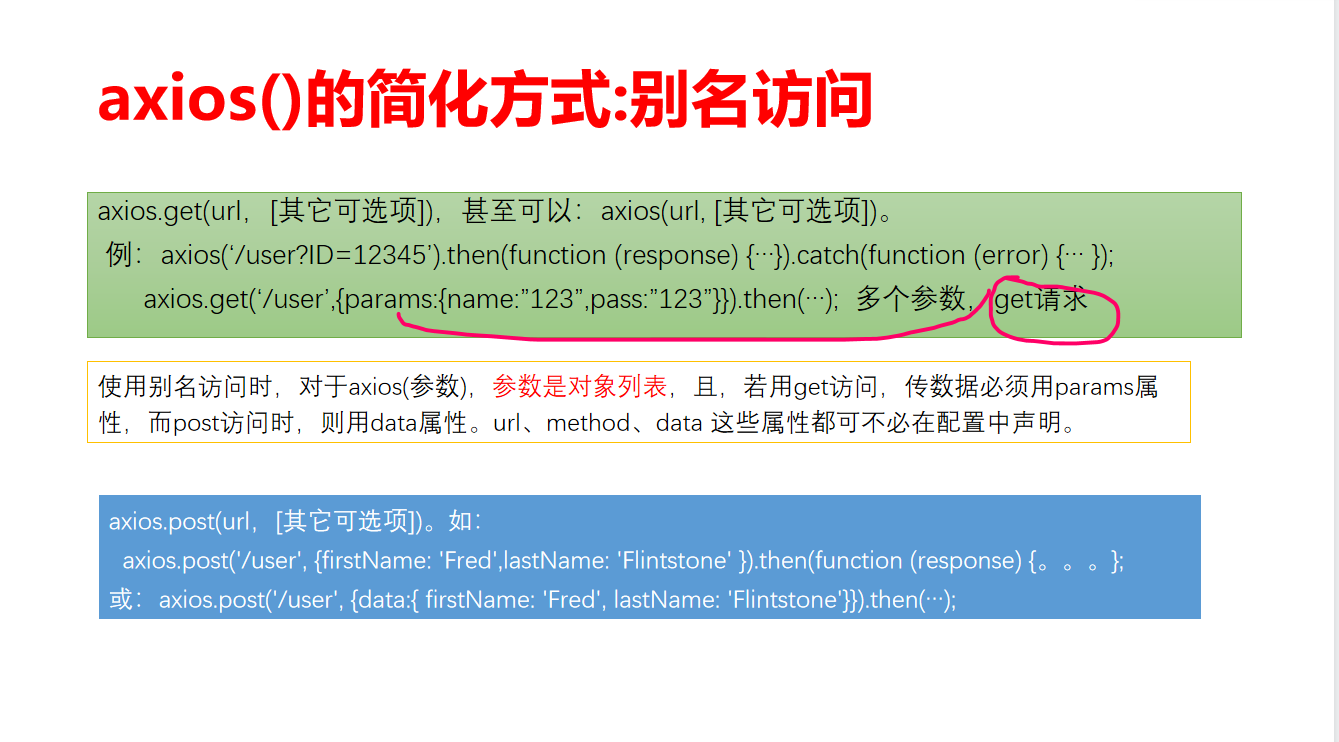 axios()的简化方式:别名访问
axios.get(url，[其它可选项])，甚至可以：axios(url, [其它可选项])。
例：axios(‘/user?ID=12345’).then(function (response) {…}).catch(function (error) {… });
axios.get(‘/user’,{params:{name:”123”,pass:”123”}}).then(…); 多个参数，get请求
使用别名访问时，对于axios(参数)，参数是对象列表，且，若用get访问，传数据必须用params属
性，而post访问时，则用data属性。url、method、data 这些属性都可不必在配置中声明。
axios.post(url，[其它可选项])。如：
axios.post('/user', {firstName: 'Fred',lastName: 'Flintstone' }).then(function (response) {。。。};
或：axios.post('/user', {data:{ firstName: 'Fred', lastName: 'Flintstone'}}).then(…);